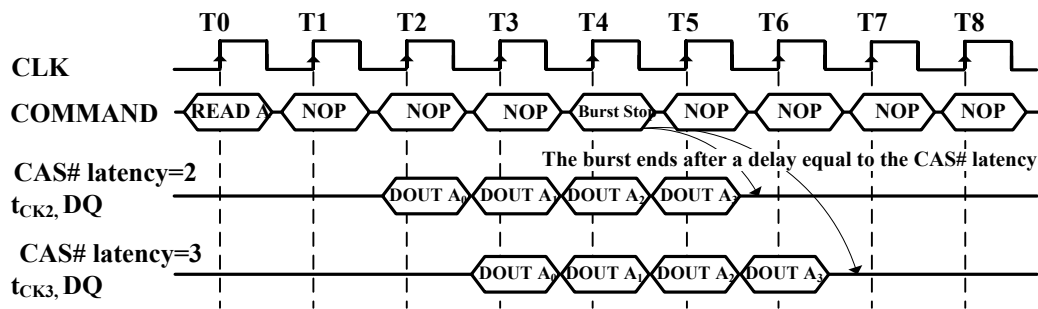 T0 T1 T2 T3 T4 T5 T6 T7 T8
CLK
COMMAND READ A NOP NOP NOP Burst Stop NOP NOP NOP NOP
The burst ends after a delay equal to the CAS# latency
CAS# latency=2
tCK2, DQ DOUT A0 DOUT A1 DOUT A2 DOUT A3
CAS# latency=3
tCK3, DQ DOUT A0 DOUT A1 DOUT A2 DOUT A3